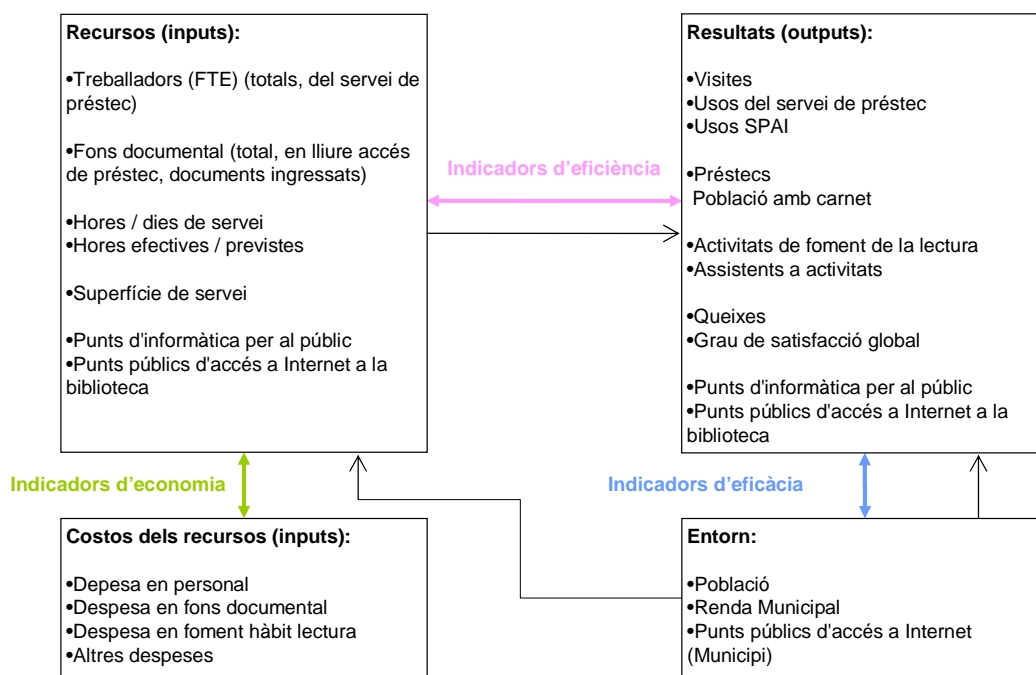 Recursos (inputs):
•Treballadors (FTE) (totals, del servei de
préstec)
•Fons documental (total, en lliure accés
de préstec, documents ingressats)
•Hores / dies de servei
•Hores efectives / previstes
•Superfície de servei
•Punts d'informàtica per al públic
•Punts públics d'accés a Internet a la
biblioteca
Indicadors d’eficiència
Resultats (outputs):
•Visites
•Usos del servei de préstec
•Usos SPAI
•Préstecs
Població amb carnet
•Activitats de foment de la lectura
•Assistents a activitats
•Queixes
•Grau de satisfacció global
•Punts d'informàtica per al públic
•Punts públics d'accés a Internet a la
biblioteca
Indicadors d’economia
Indicadors d’eficàcia
Costos dels recursos (inputs):
•Depesa en personal
•Despesa en fons documental
•Despesa en foment hàbit lectura
•Altres despeses
Entorn:
•Població
•Renda Municipal
•Punts públics d'accés a Internet
(Municipi)